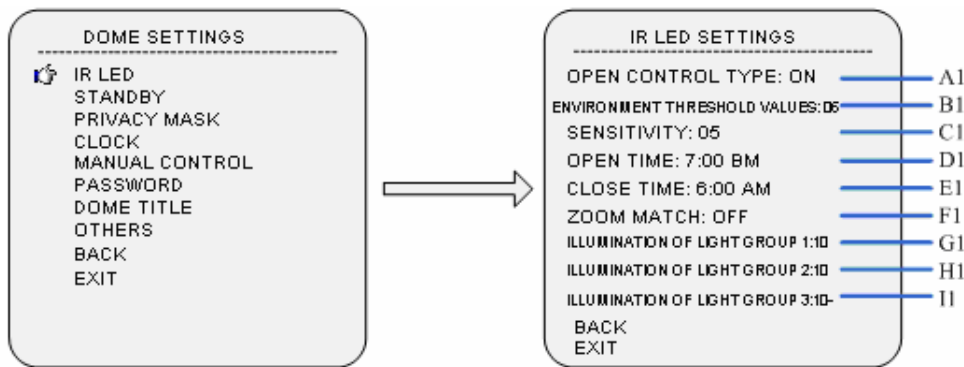 DOME SETTINGS
IR LED
STANDBY
PRIVACY MASK
CLOCK
MANUAL CONTROL
PASSWORD
DOME TITLE
OTHERS
BACK
EXIT
IR LED SETTINGS
OPEN CONTROL TYPE: ON A1
ENVIRONMENT THRESHOLD VALUES:05 B1
SENSITIVITY: 05 C1
OPEN TIME: 7:00 BM D1
CLOSE TIME: 6:00 AM E1
ZOOM MATCH: OFF F1
ILLUMINATION OF LIGHT GROUP 1:10 G1
ILLUMINATION OF LIGHT GROUP 2:10 H1
ILLUMINATION OF LIGHT GROUP 3:10- I1
BACK
EXIT